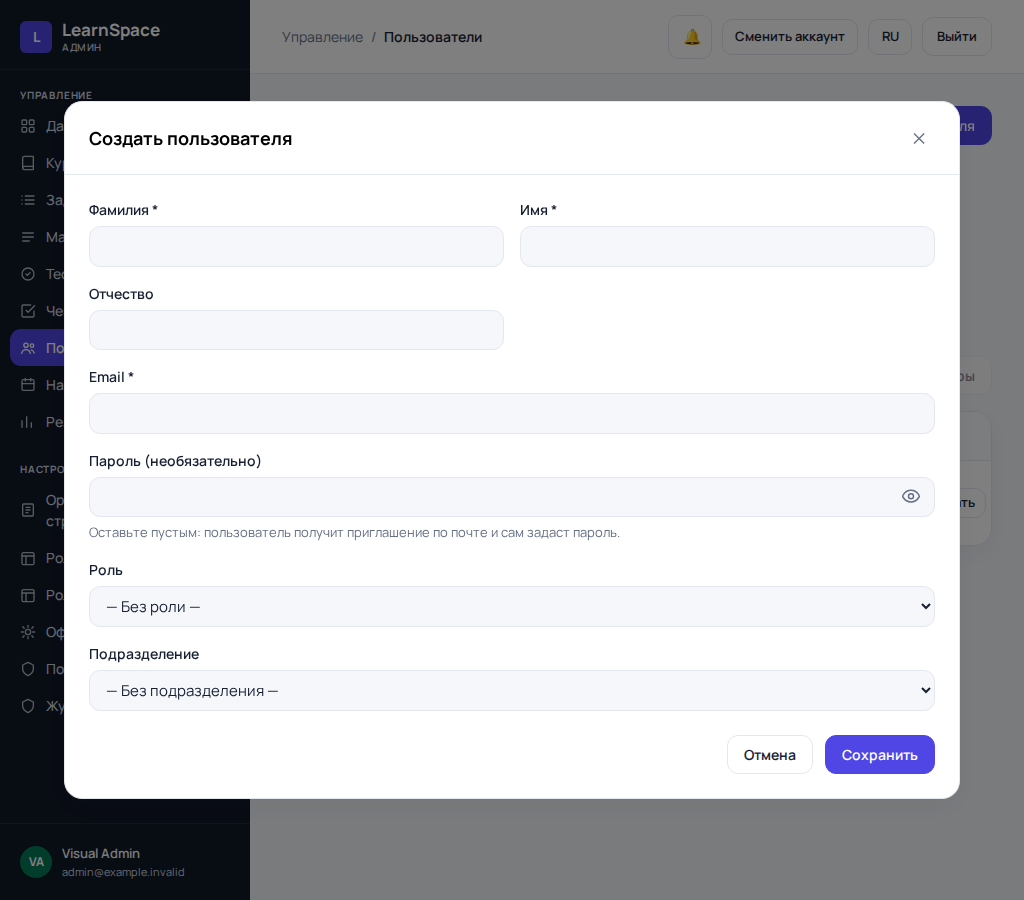 L
LearnSpace
АДМИН
Управление / Пользователи
🔔
Сменить аккаунт
RU
Выйти
УПРАВЛЕНИЕ
Создать пользователя
Фамилия *
Имя *
Отчество
Email *
Пароль (необязательно)
Оставьте пустым: пользователь получит приглашение по почте и сам задаст пароль.
Роль
— Без роли —
Подразделение
— Без подразделения —
Отмена
Сохранить
VA
Visual Admin
admin@example.invalid